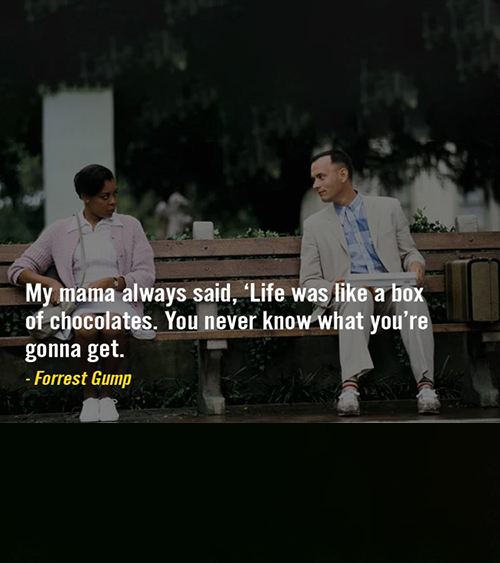 My mama always said, ‘Life was like a box
of chocolates. You never know what you’re
gonna get.
- Forrest Gump